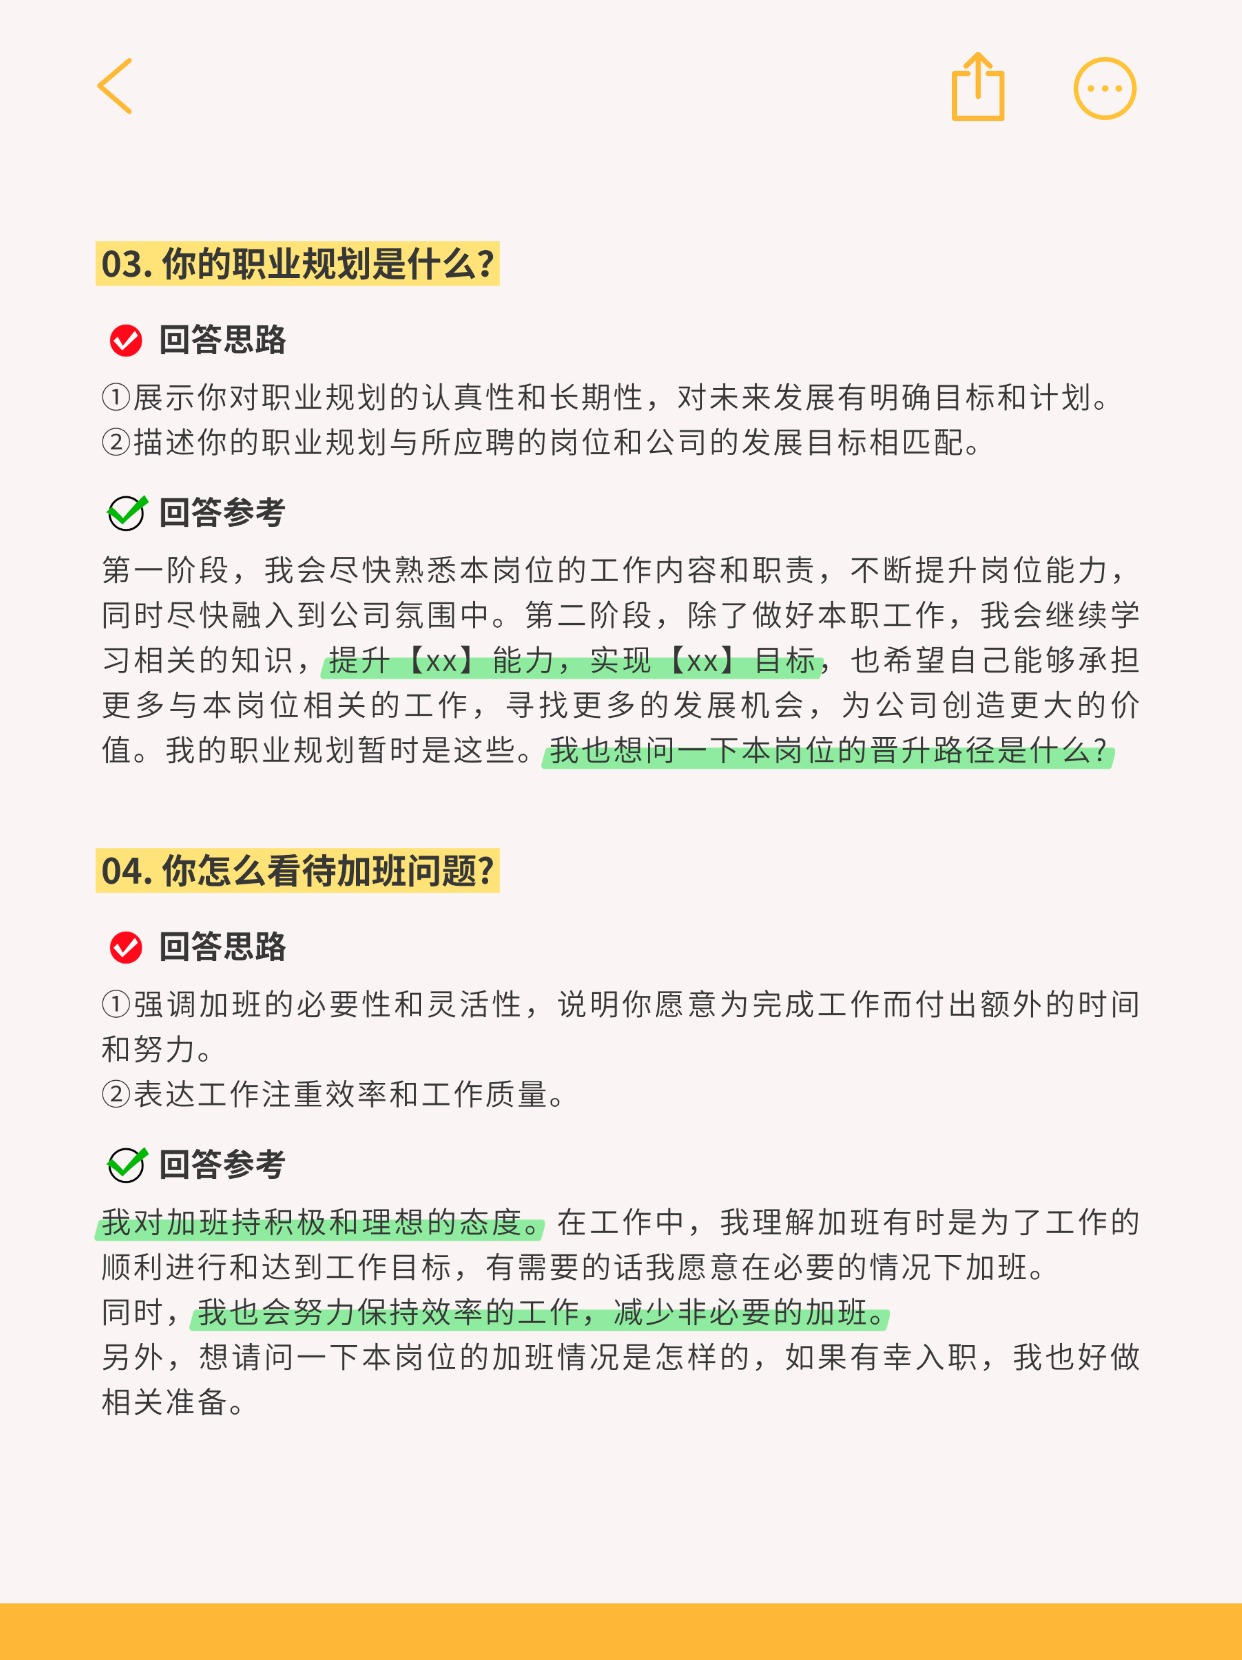 03. 你的职业规划是什么?
回答思路
①展示你对职业规划的认真性和长期性，对未来发展有明确目标和计划。
②描述你的职业规划与所应聘的岗位和公司的发展目标相匹配。
回答参考
第一阶段，我会尽快熟悉本岗位的工作内容和职责，不断提升岗位能力，
同时尽快融入到公司氛围中。第二阶段，除了做好本职工作，我会继续学
习相关的知识，提升【xx】能力，实现【xx】目标，也希望自己能够承担
更多与本岗位相关的工作，寻找更多的发展机会，为公司创造更大的价
值。我的职业规划暂时是这些。我也想问一下本岗位的晋升路径是什么?
04. 你怎么看待加班问题?
回答思路
①强调加班的必要性和灵活性，说明你愿意为完成工作而付出额外的时间
和努力。
②表达工作注重效率和工作质量。
回答参考
我对加班持积极和理想的态度。在工作中，我理解加班有时是为了工作的
顺利进行和达到工作目标，有需要的话我愿意在必要的情况下加班。
同时，我也会努力保持效率的工作，减少非必要的加班。
另外，想请问一下本岗位的加班情况是怎样的，如果有幸入职，我也好做
相关准备。